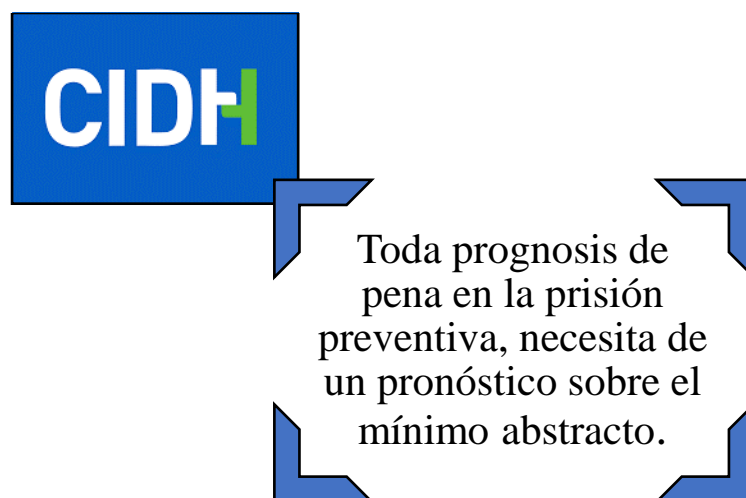 CIDH
Toda prognosis de
pena en la prisión
preventiva, necesita de
un pronóstico sobre el
mínimo abstracto.